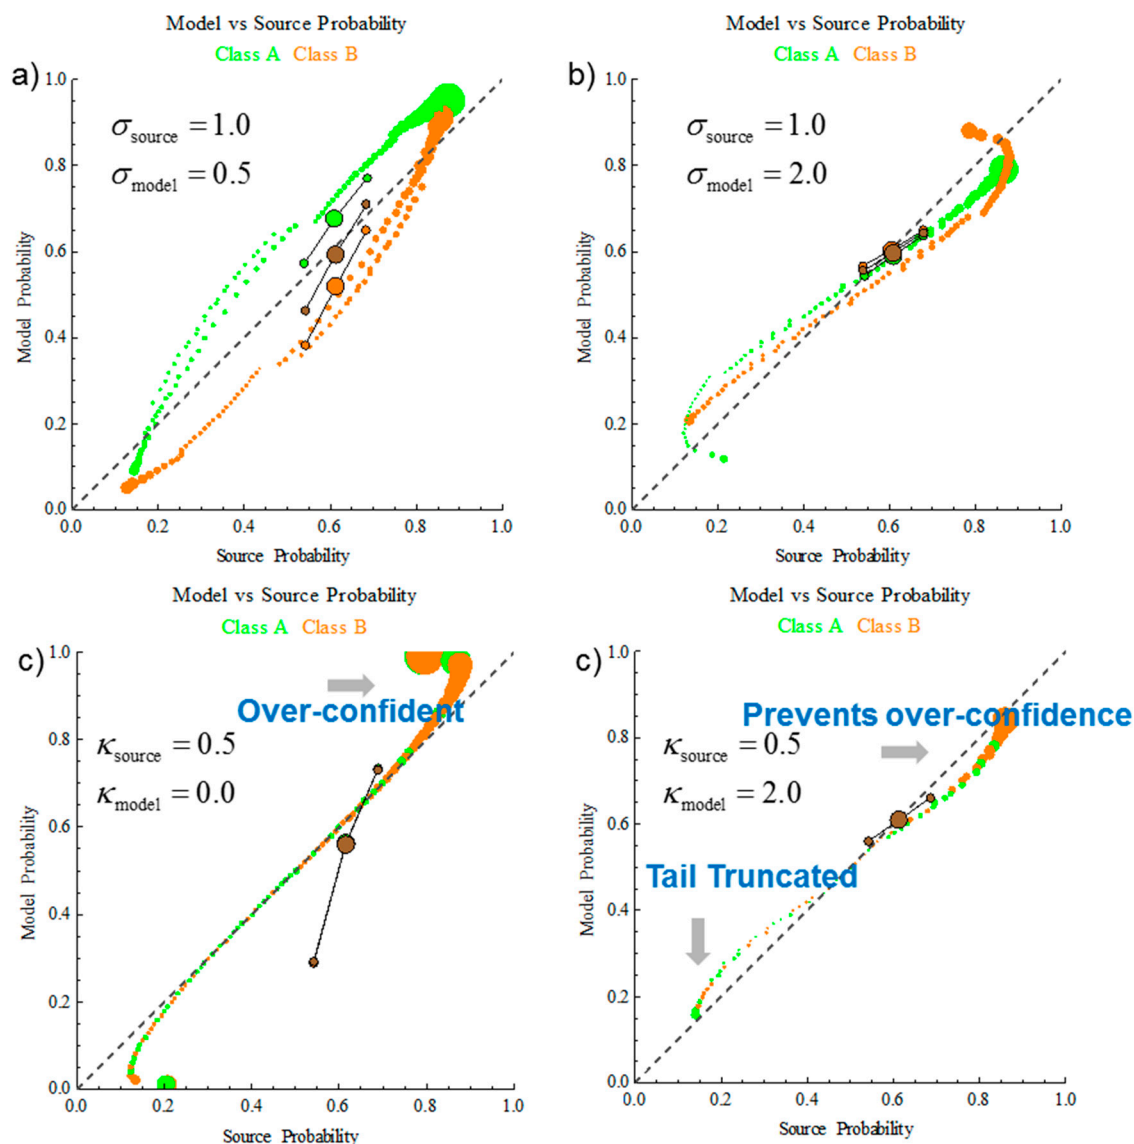 Model vs Source Probability
Class A Class B
a)
σsource = 1.0
σmodel = 0.5
1.0
0.8
0.6
0.4
0.2
0.0
Model Probability
0.0 0.2 0.4 0.6 0.8 1.0
Source Probability
Model vs Source Probability
Class A Class B
b)
σsource = 1.0
σmodel = 2.0
1.0
0.8
0.6
0.4
0.2
0.0
Model Probability
0.0 0.2 0.4 0.6 0.8 1.0
Source Probability
Model vs Source Probability
Class A Class B
c)
Over-confident
κsource = 0.5
κmodel = 0.0
1.0
0.8
0.6
0.4
0.2
0.0
Model Probability
0.0 0.2 0.4 0.6 0.8 1.0
Source Probability
Model vs Source Probability
Class A Class B
c)
Prevents over-confidence
κsource = 0.5
κmodel = 2.0
Tail Truncated
1.0
0.8
0.6
0.4
0.2
0.0
Model Probability
0.0 0.2 0.4 0.6 0.8 1.0
Source Probability